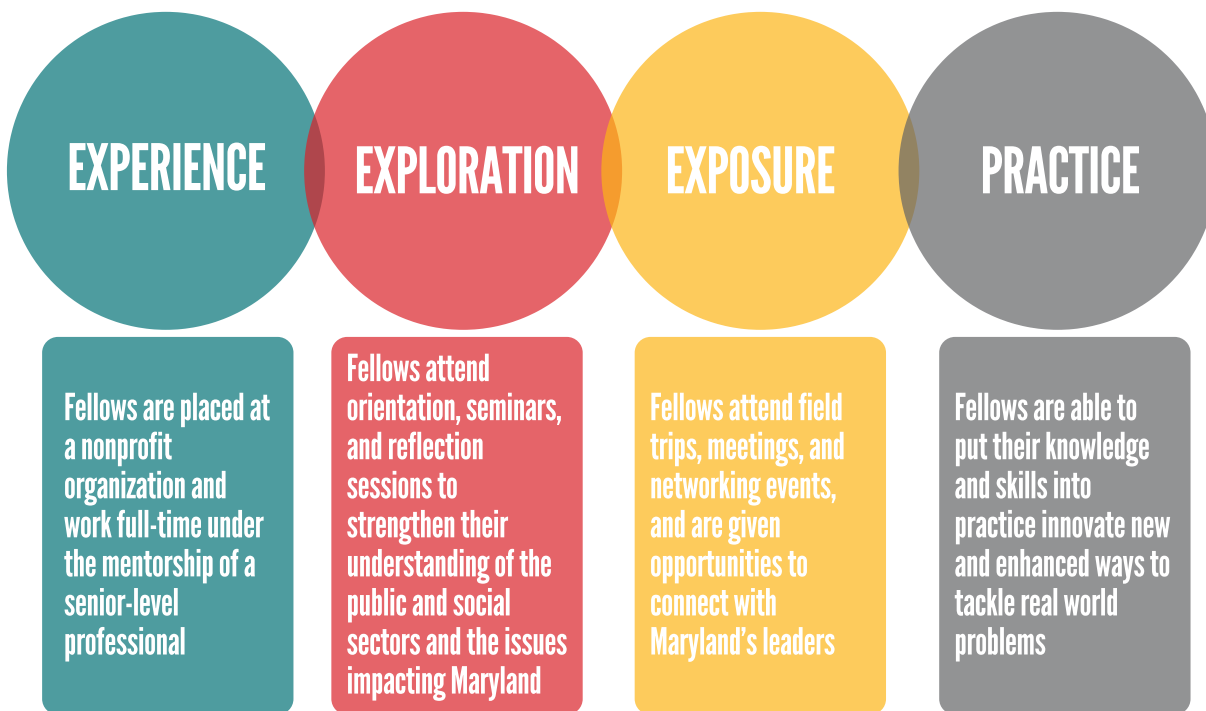 EXPERIENCE
EXPLORATION
EXPOSURE
PRACTICE
Fellows are placed at
a nonprofit
organization and
work full-time under
the mentorship of a
senior-level
professional
Fellows attend
orientation, seminars,
and reflection
sessions to
strengthen their
understanding of the
public and social
sectors and the issues
impacting Maryland
Fellows attend field
trips, meetings, and
networking events,
and are given
opportunities to
connect with
Maryland's leaders
Fellows are able to
put their knowledge
and skills into
practice innovate new
and enhanced ways to
tackle real world
problems